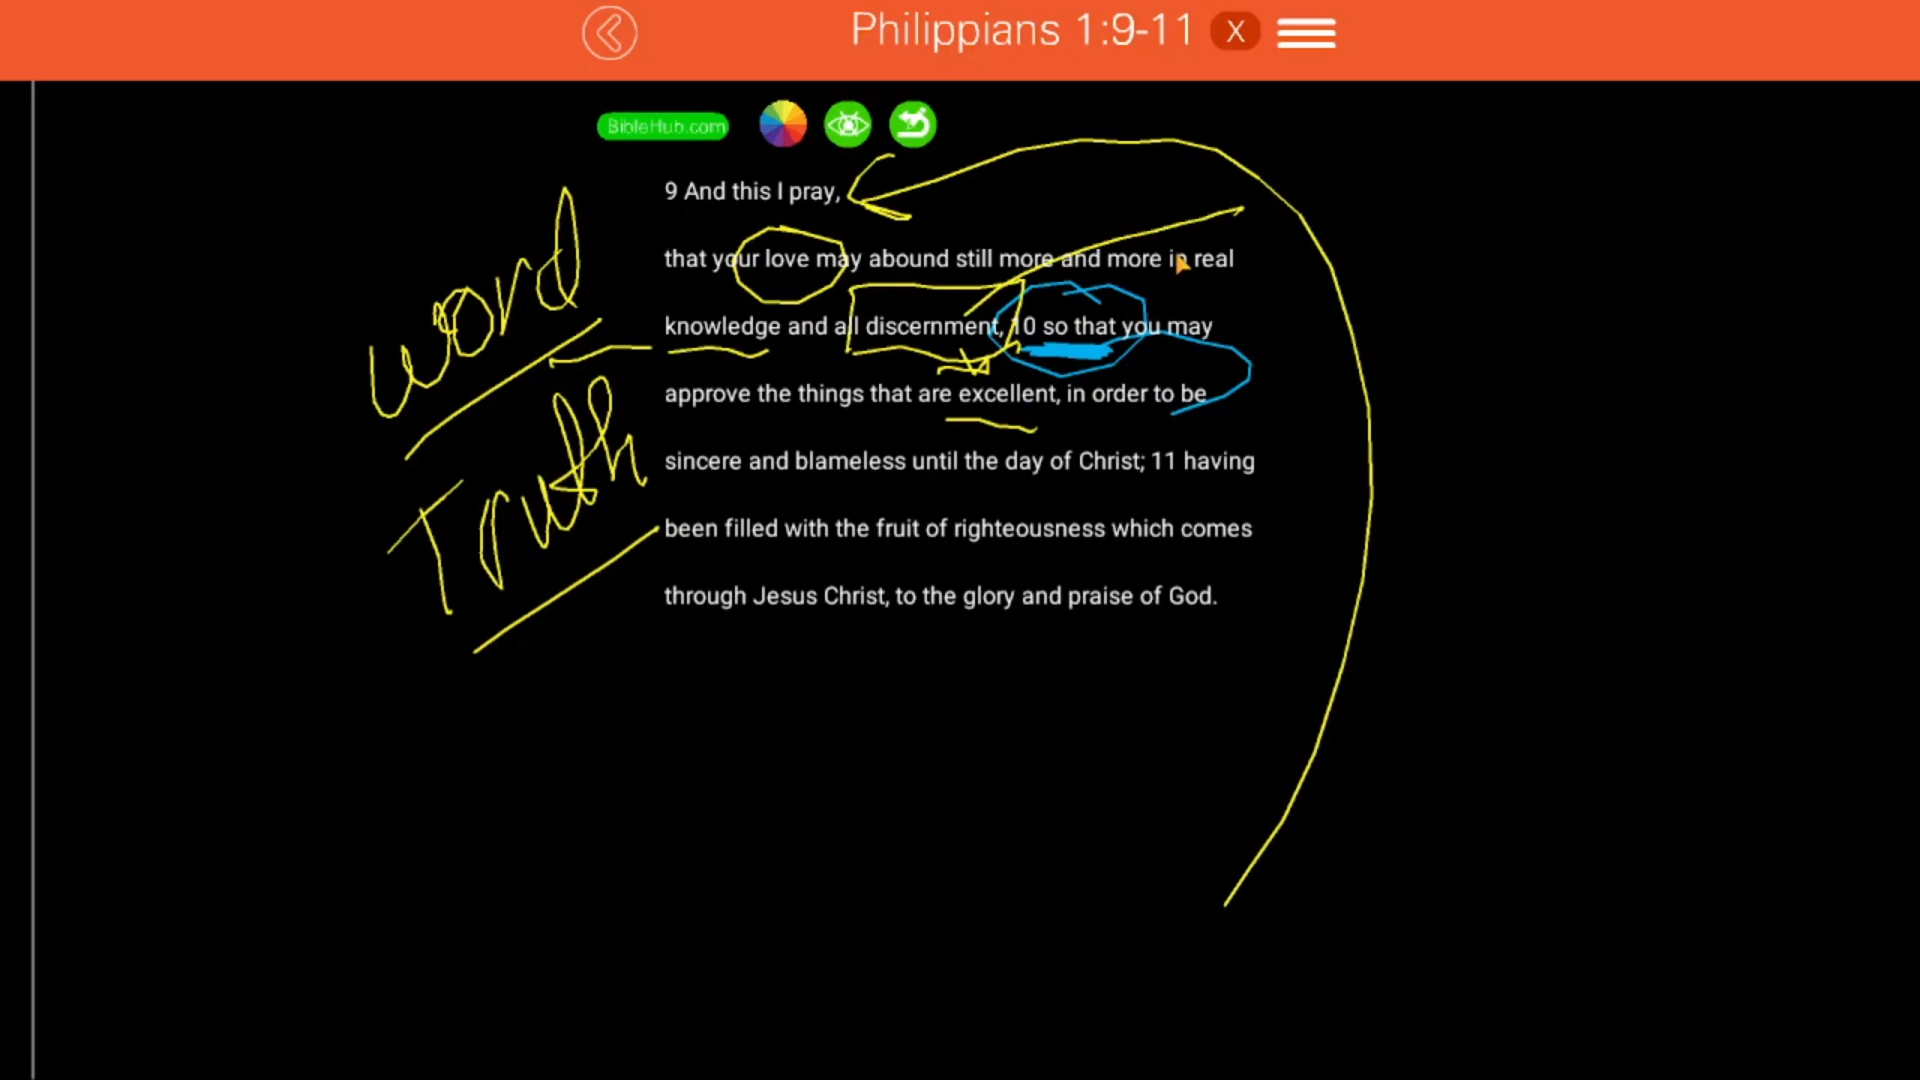 Philippians 1:9-11 X
BibleHub.com
9 And this I pray,
that your love may abound still more and more in real
knowledge and all discernment, 10 so that you may
approve the things that are excellent, in order to be
sincere and blameless until the day of Christ; 11 having
been filled with the fruit of righteousness which comes
through Jesus Christ, to the glory and praise of God.
word
Truth